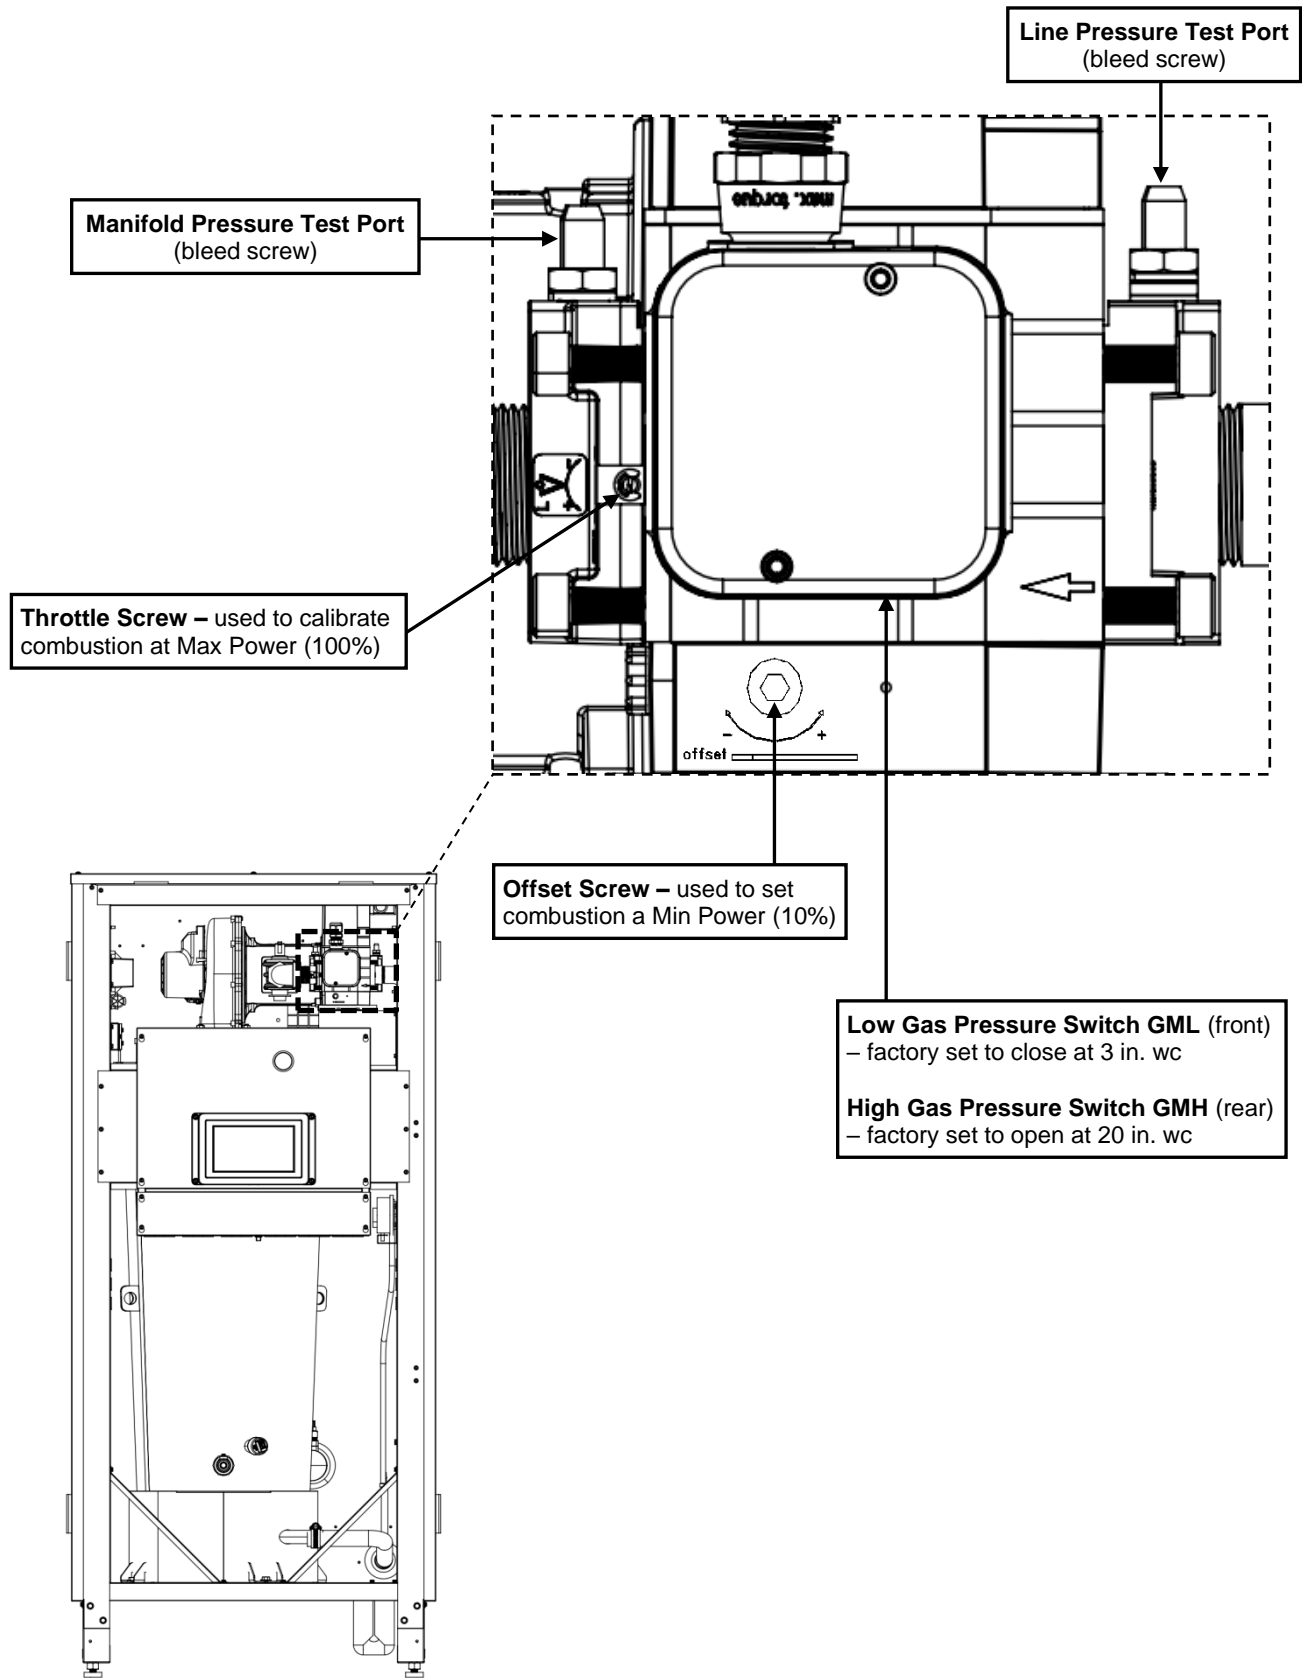 Line Pressure Test Port
(bleed screw)
max. torque
Manifold Pressure Test Port
(bleed screw)
Throttle Screw – used to calibrate
combustion at Max Power (100%)
- +
offset
Offset Screw – used to set
combustion a Min Power (10%)
Low Gas Pressure Switch GML (front)
– factory set to close at 3 in. wc
High Gas Pressure Switch GMH (rear)
– factory set to open at 20 in. wc